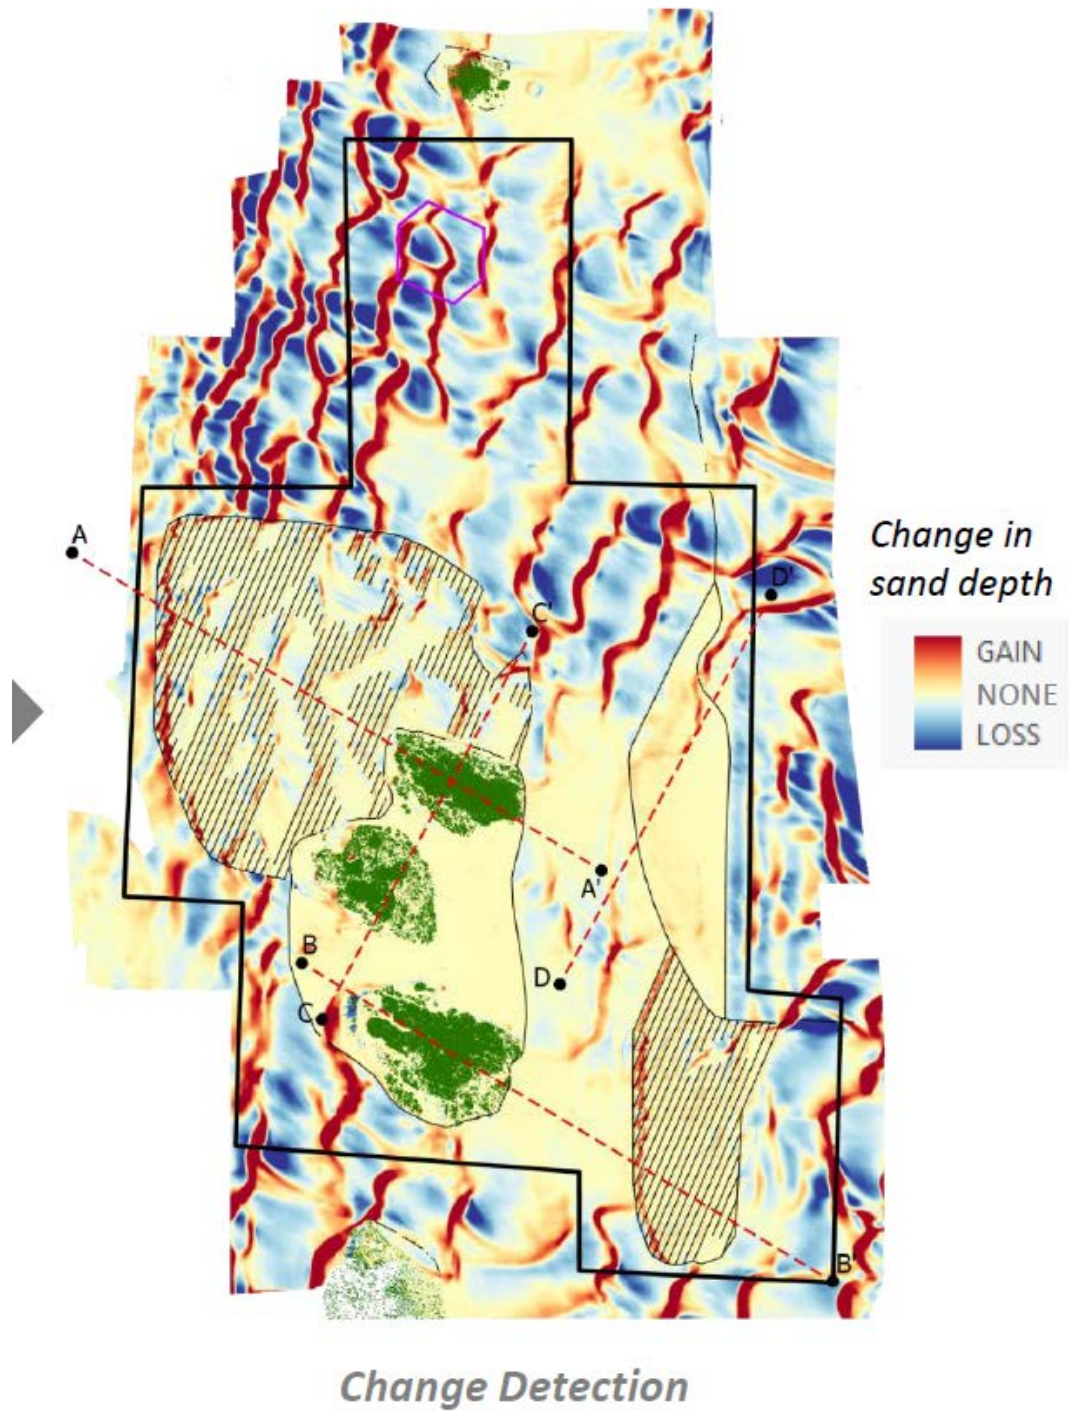 A
Change in
sand depth
D'
C'
GAIN
NONE
LOSS
A'
B
D
C
B'
Change Detection